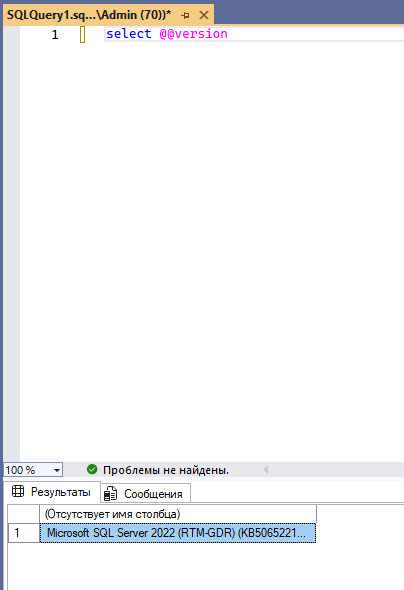 SQLQuery1.sq...\Admin (70))*
1 select @@version
100 %
Проблемы не найдены.
Результаты
Сообщения
(Отсутствует имя столбца)
1 Microsoft SQL Server 2022 (RTM-GDR) (KB5065221...